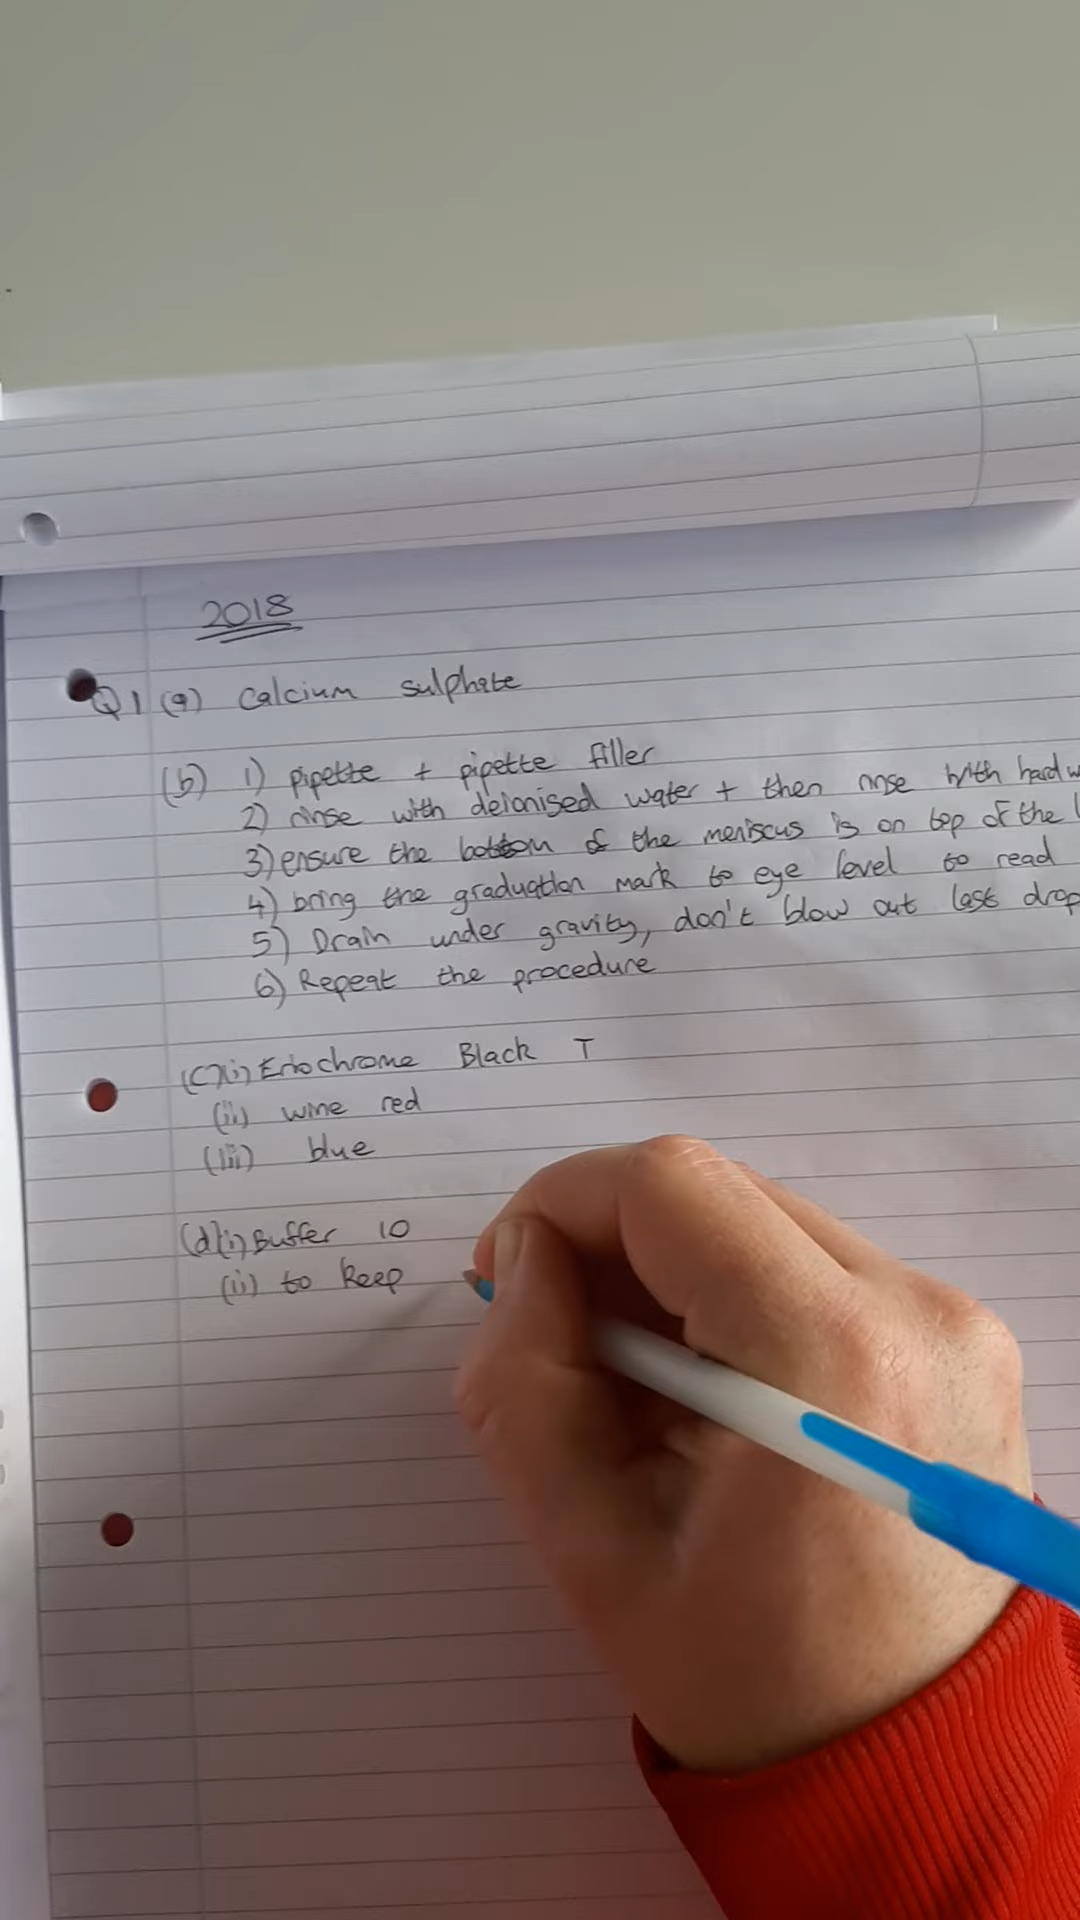 2018
Q1 (a) Calcium sulphate
(b) 1) pipette + pipette filler
2) rinse with deionised water + then rinse with hard w
3) ensure the bottom of the meniscus is on top of the l
4) bring the graduation mark to eye level to read
5) Drain under gravity, don't blow out last drop
6) Repeat the procedure
(c)(i) Eriochrome Black T
(ii) wine red
(iii) blue
(d)(i) Buffer 10
(ii) to keep